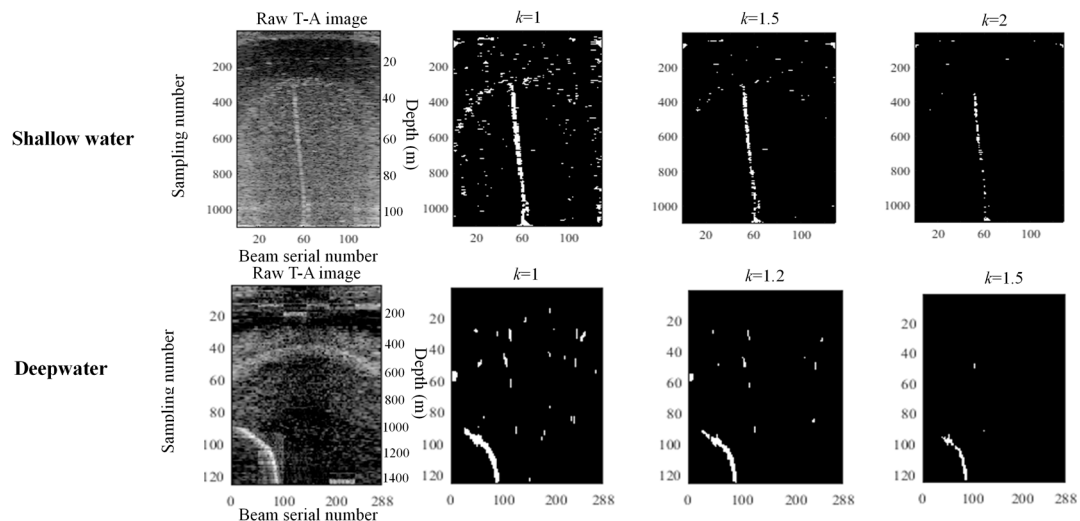 Raw T-A image
k=1
k=1.5
k=2
Shallow water
Sampling number
200
400
600
800
1000
20
40
60
80
100
Depth (m)
20 60 100
Beam serial number
200
400
600
800
1000
20 60 100
200
400
600
800
1000
20 60 100
200
400
600
800
1000
20 60 100
Raw T-A image
k=1
k=1.2
k=1.5
Deepwater
Sampling number
20
40
60
80
100
120
200
400
600
800
1000
1200
1400
Depth (m)
0 100 200 288
Beam serial number
20
40
60
80
100
120
0 100 200 288
20
40
60
80
100
120
0 100 200 288
20
40
60
80
100
120
0 100 200 288